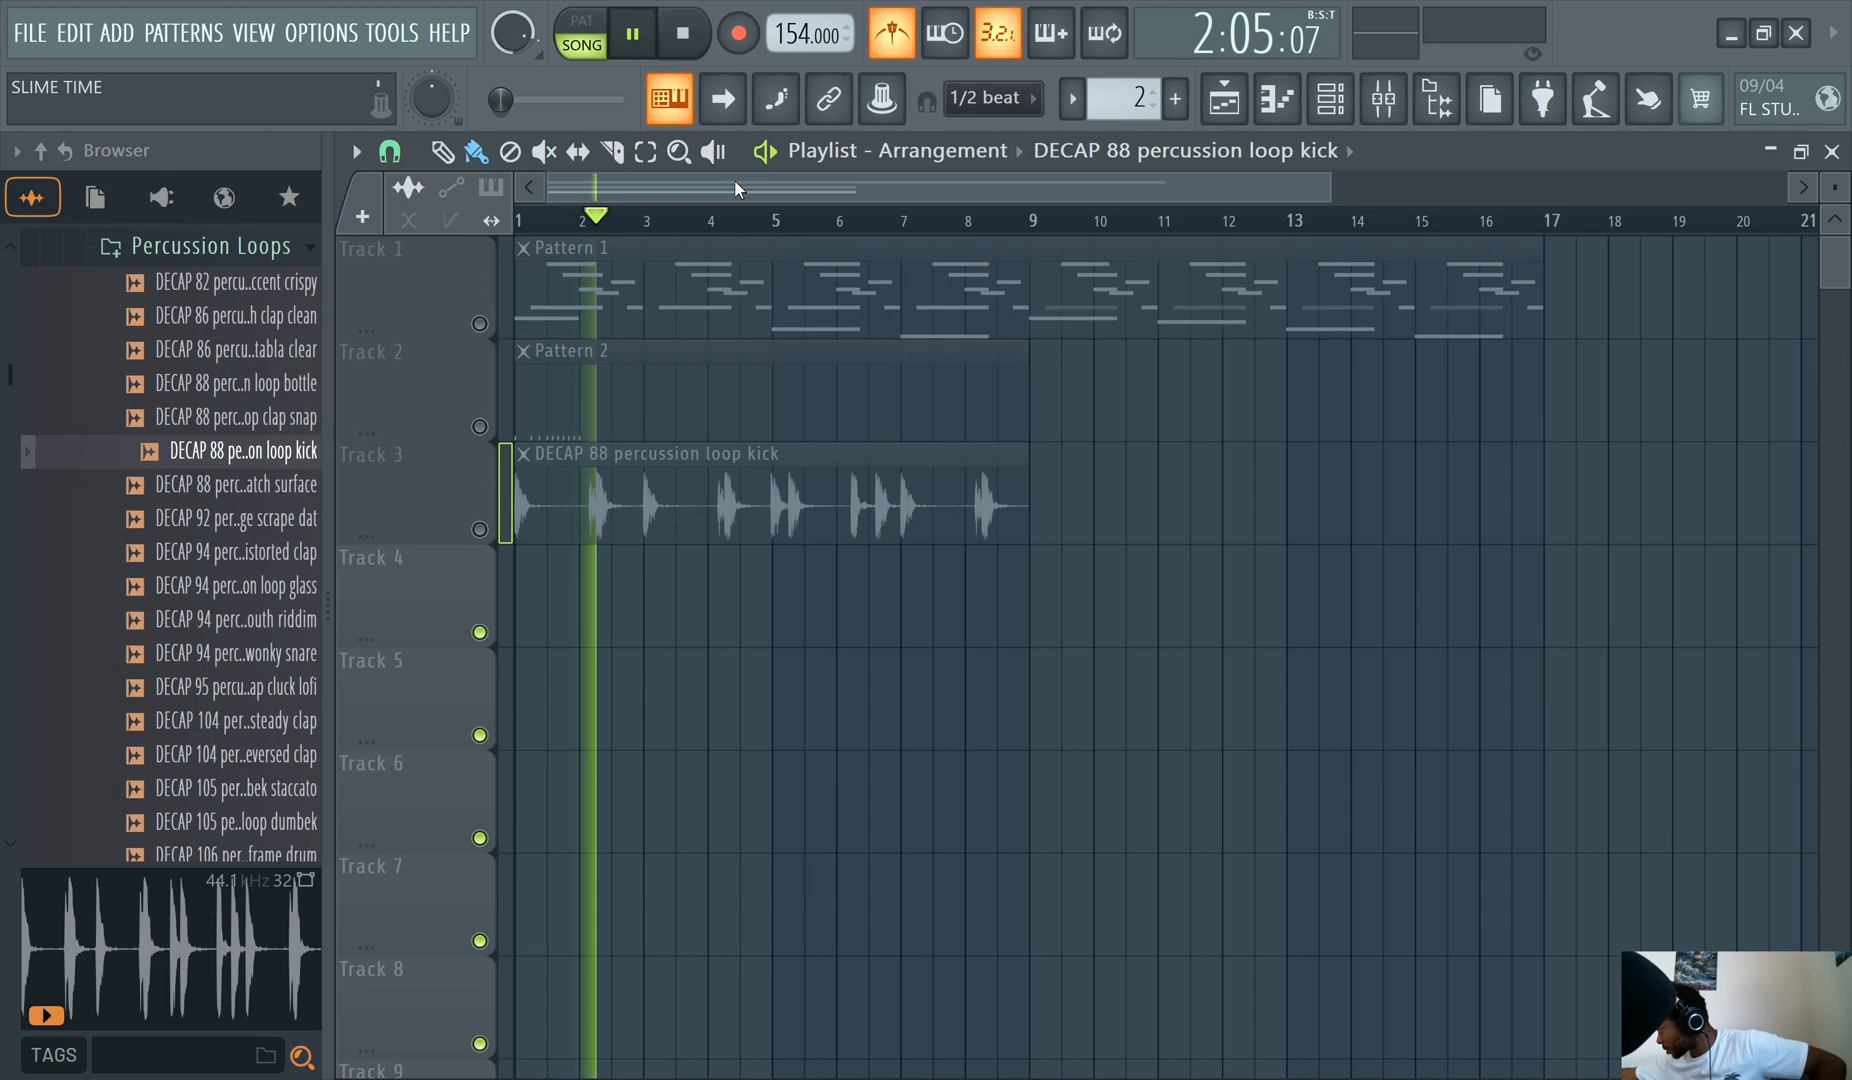 FILE EDIT ADD PATTERNS VIEW OPTIONS TOOLS HELP
PAT
SONG
154.000
3.2.1
2:05:07
B:S:T
SLIME TIME
1/2 beat
2
09/04
FL STU..
Browser
Playlist - Arrangement
DECAP 88 percussion loop kick
Percussion Loops
DECAP 82 percu..ccent crispy
DECAP 86 percu..h clap clean
DECAP 86 percu..tabla clear
DECAP 88 perc..n loop bottle
DECAP 88 perc..op clap snap
DECAP 88 pe..on loop kick
DECAP 88 perc..atch surface
DECAP 92 per..ge scrape dat
DECAP 94 perc..istorted clap
DECAP 94 perc..on loop glass
DECAP 94 perc..outh riddim
DECAP 94 perc..wonky snare
DECAP 95 percu..ap cluck lofi
DECAP 104 per..steady clap
DECAP 104 per..eversed clap
DECAP 105 per..bek staccato
DECAP 105 pe..loop dumbek
DECAP 106 per..frame drum
44.1 kHz 32
TAGS
1 2 3 4 5 6 7 8 9 10 11 12 13 14 15 16 17 18 19 20 21
Track 1
Pattern 1
Track 2
Pattern 2
Track 3
DECAP 88 percussion loop kick
Track 4
Track 5
Track 6
Track 7
Track 8
Track 9